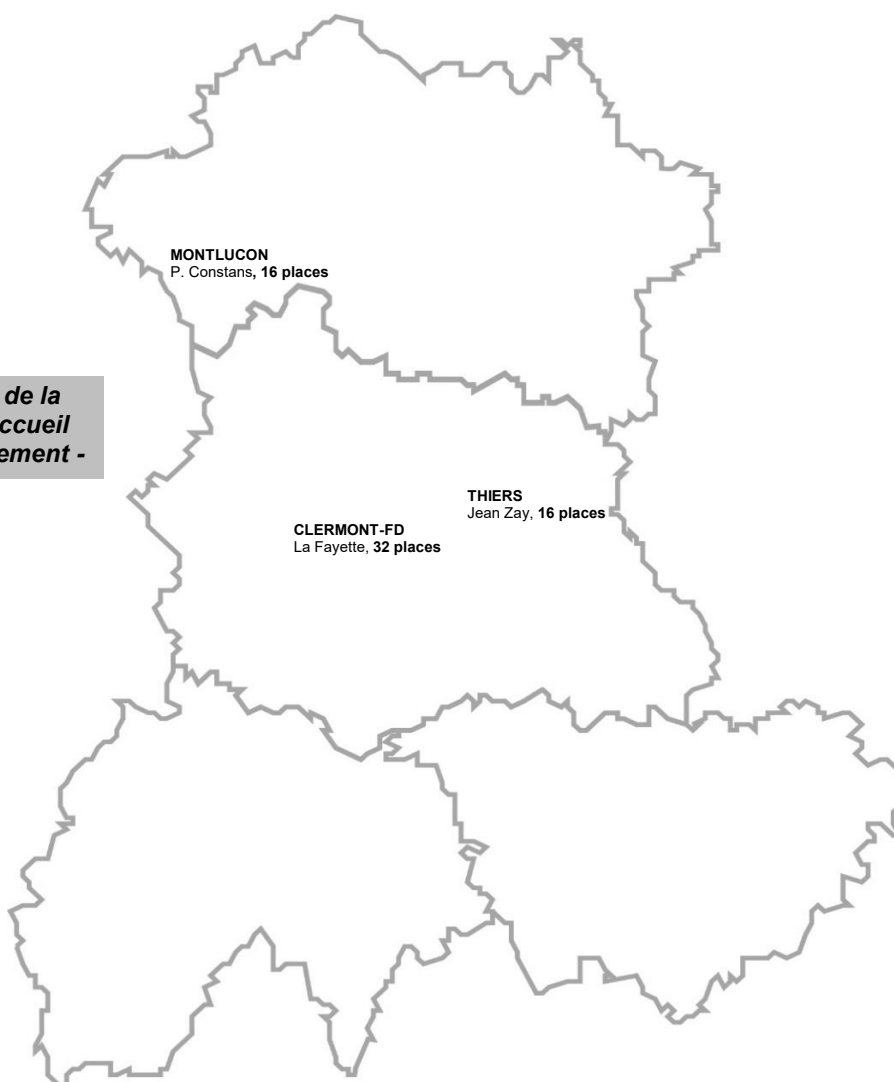 MONTLUCON
P. Constans, 16 places
de la
ccueil
ement -
THIERS
Jean Zay, 16 places
CLERMONT-FD
La Fayette, 32 places